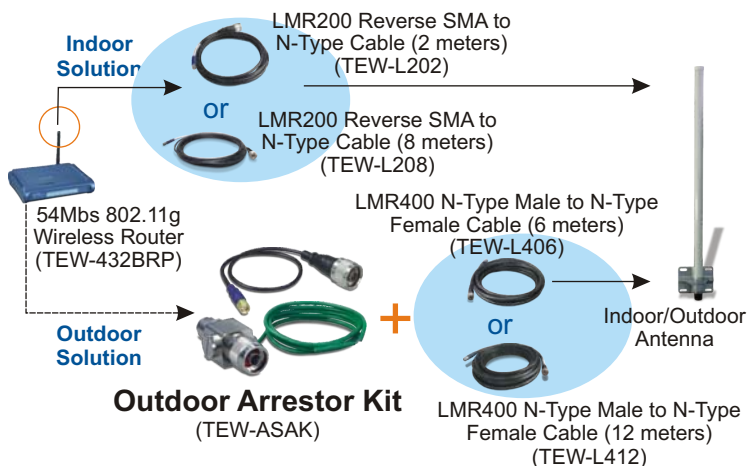 Indoor
Solution
LMR200 Reverse SMA to
N-Type Cable (2 meters)
(TEW-L202)
or
LMR200 Reverse SMA to
N-Type Cable (8 meters)
(TEW-L208)
54Mbs 802.11g
Wireless Router
(TEW-432BRP)
LMR400 N-Type Male to N-Type
Female Cable (6 meters)
(TEW-L406)
+
or
Indoor/Outdoor
Antenna
Outdoor
Solution
Outdoor Arrestor Kit
(TEW-ASAK)
LMR400 N-Type Male to N-Type
Female Cable (12 meters)
(TEW-L412)